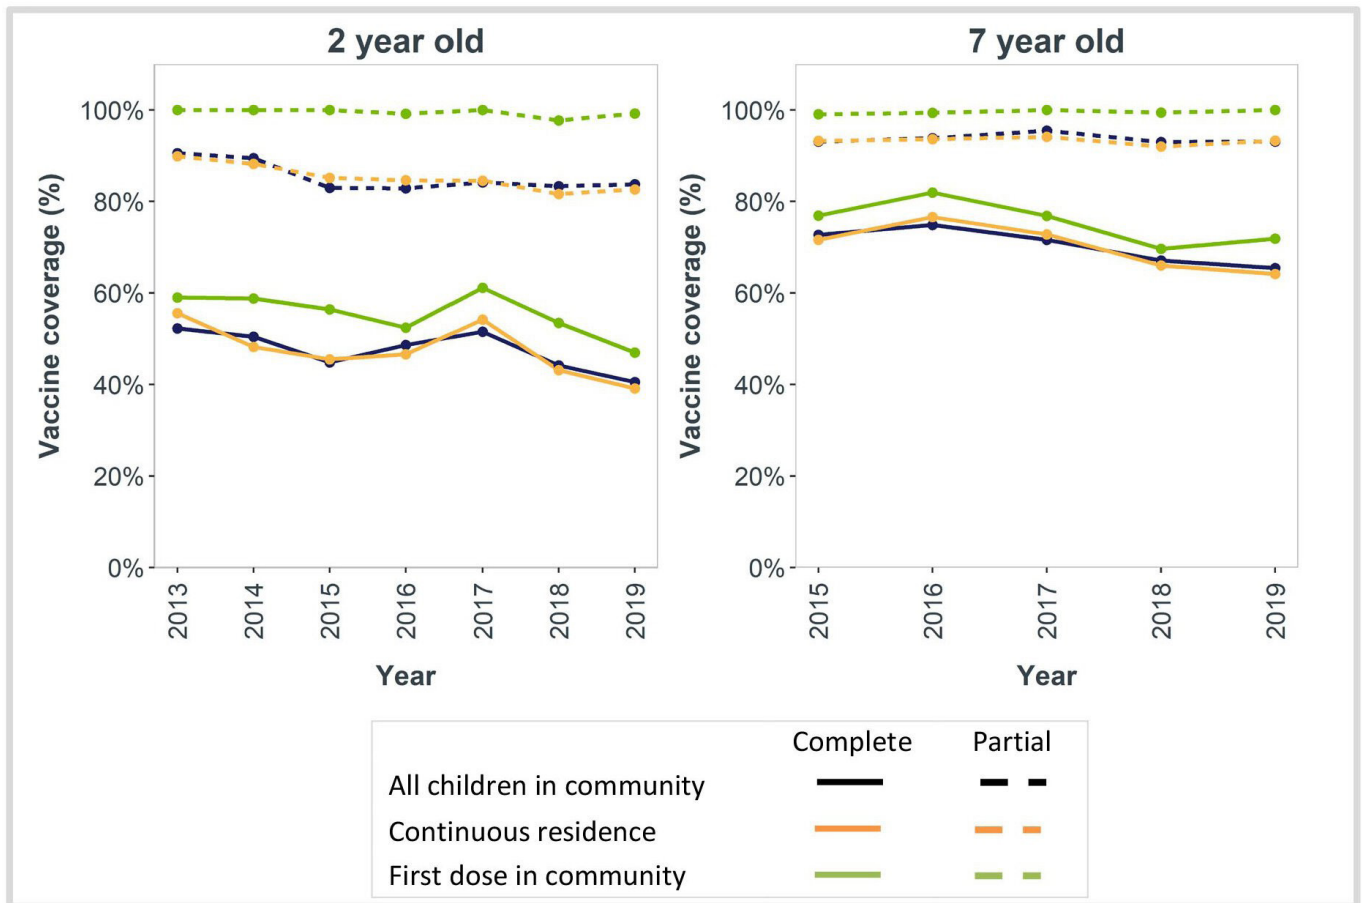 2 year old
Vaccine coverage (%)
100%
80%
60%
40%
20%
0%
2013
2014
2015
2016
2017
2018
2019
Year
7 year old
Vaccine coverage (%)
100%
80%
60%
40%
20%
0%
2015
2016
2017
2018
2019
Year
Complete Partial
All children in community
Continuous residence
First dose in community